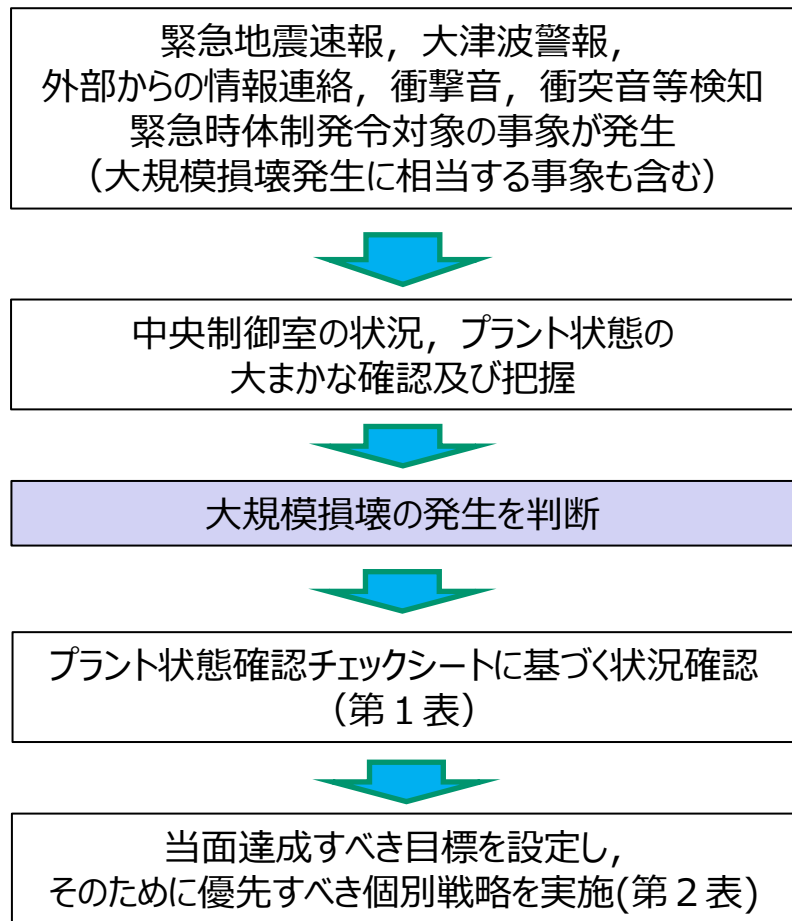 緊急地震速報，大津波警報，
外部からの情報連絡，衝撃音，衝突音等検知
緊急時体制発令対象の事象が発生
（大規模損壊発生に相当する事象も含む）
中央制御室の状況，プラント状態の
大まかな確認及び把握
大規模損壊の発生を判断
プラント状態確認チェックシートに基づく状況確認
（第１表）
当面達成すべき目標を設定し，
そのために優先すべき個別戦略を実施(第２表)